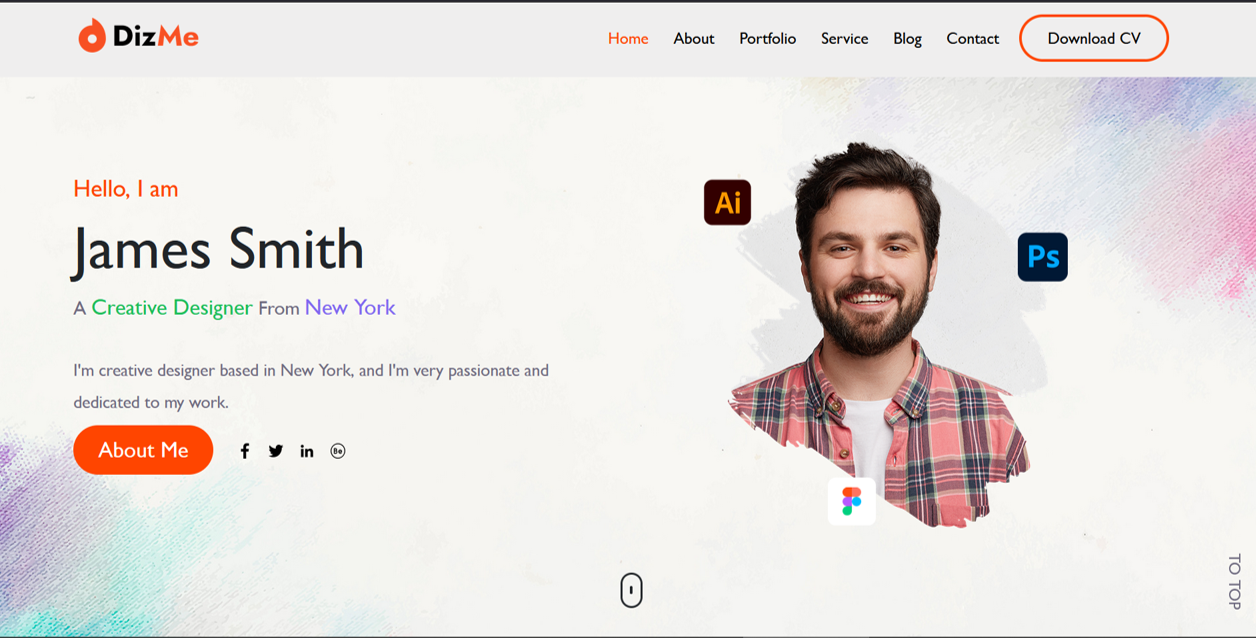 DizMe
Home About Portfolio Service Blog Contact Download CV
Hello, I am
James Smith
A Creative Designer From New York
I'm creative designer based in New York, and I'm very passionate and
dedicated to my work.
About Me
Bē
Ai
Ps
TO TOP